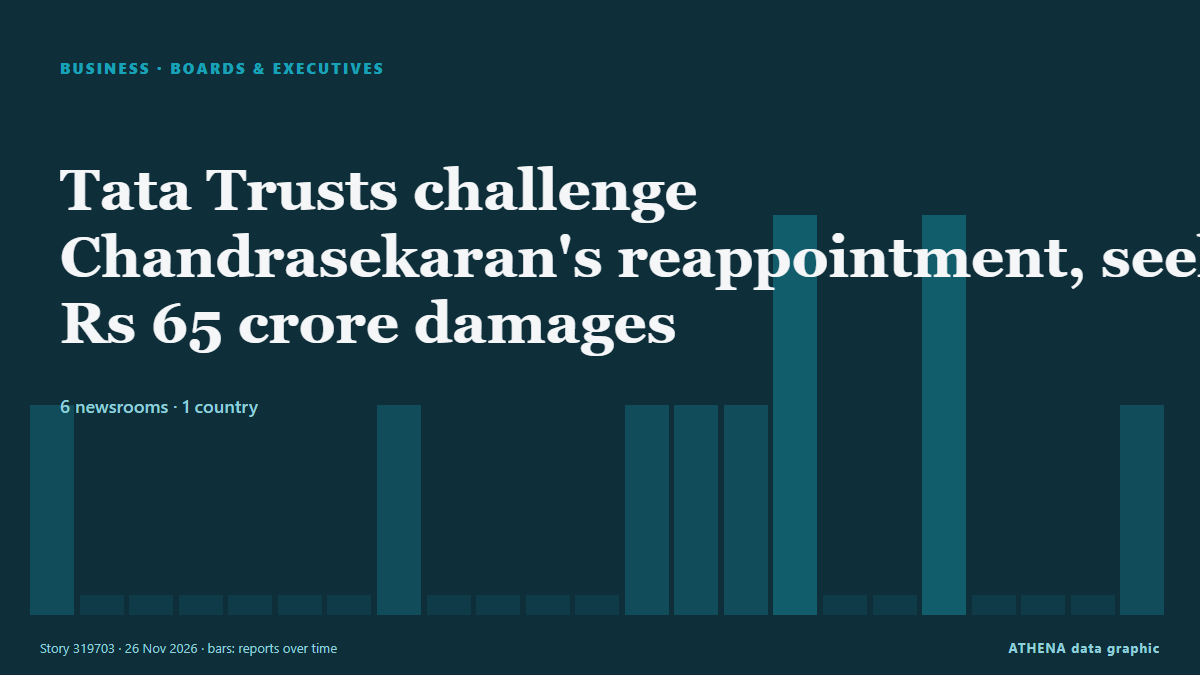 BUSINESS · BOARDS & EXECUTIVES
Tata Trusts challenge
Chandrasekaran's reappointment, see
Rs 65 crore damages
6 newsrooms · 1 country
Story 319703 · 26 Nov 2026 · bars: reports over time
ATHENA data graphic